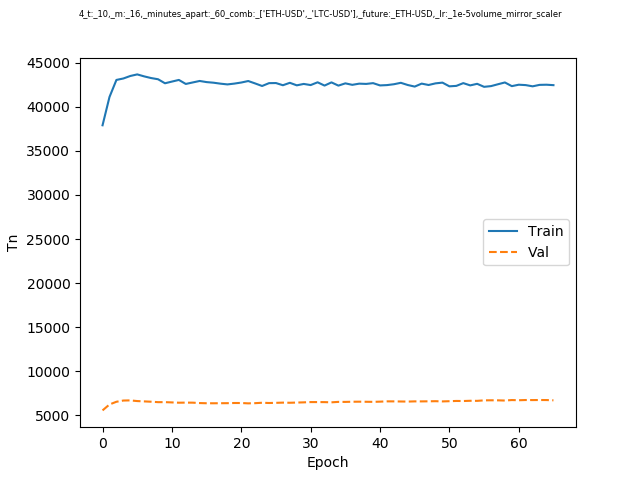 4_t:_10,_m:_16,_minutes_apart:_60_comb:_['ETH-USD',_'LTC-USD'],_future:_ETH-USD,_lr:_1e-5volume_mirror_scaler
45000
40000
35000
30000
25000
20000
15000
10000
5000
Tn
Train
Val
0 10 20 30 40 50 60
Epoch